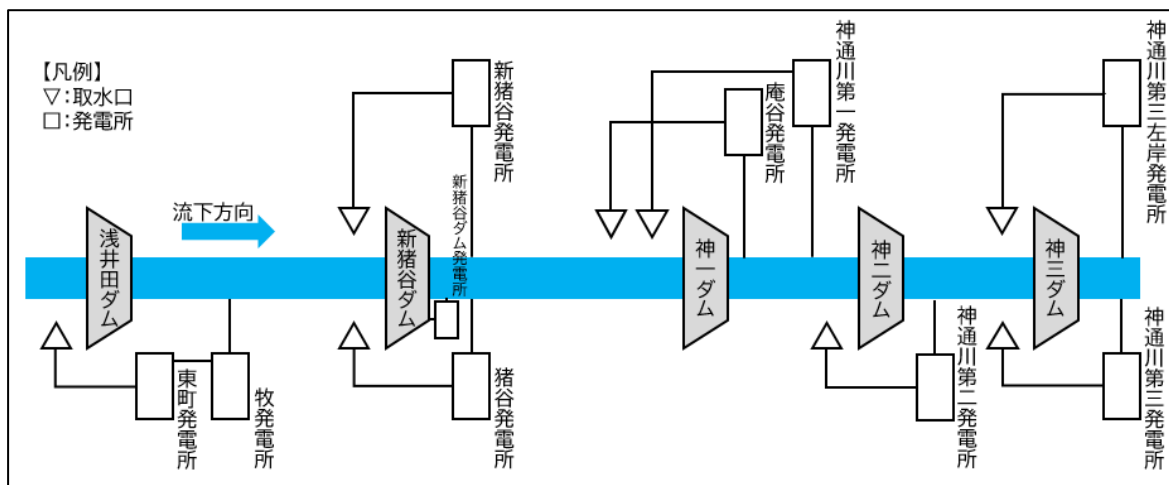 【凡例】
▽:取水口
□:発電所
流下方向
浅井田ダム
東町発電所
牧発電所
新猪谷発電所
新猪谷ダム
新猪谷ダム発電所
猪谷発電所
神一ダム
庵谷発電所
神通川第一発電所
神二ダム
神通川第二発電所
神三ダム
神通川第三左岸発電所
神通川第三発電所